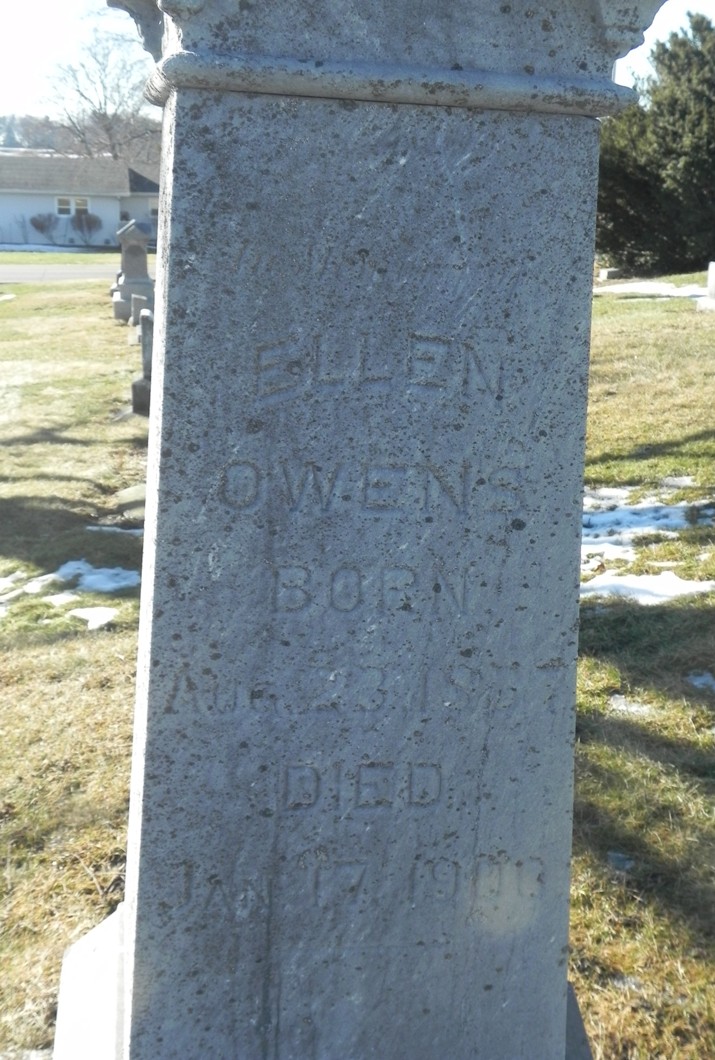 ELLEN
OWENS
BORN
AUG. 23,
DIED
JAN 17,